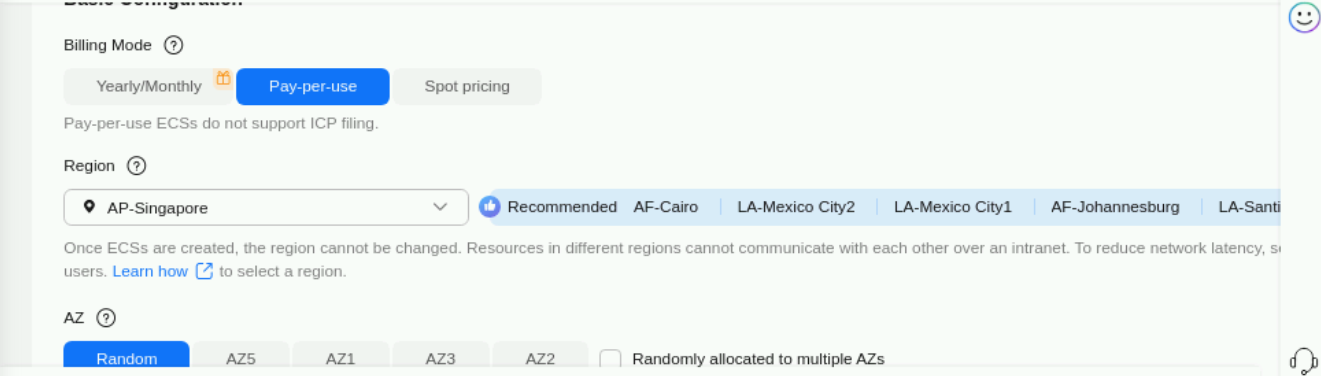 Basic Configuration
Billing Mode
Yearly/Monthly Pay-per-use Spot pricing
Pay-per-use ECSs do not support ICP filing.
Region
AP-Singapore Recommended AF-Cairo LA-Mexico City2 LA-Mexico City1 AF-Johannesburg LA-Santi
Once ECSs are created, the region cannot be changed. Resources in different regions cannot communicate with each other over an intranet. To reduce network latency, s
users. Learn how to select a region.
AZ
Random AZ5 AZ1 AZ3 AZ2 Randomly allocated to multiple AZs